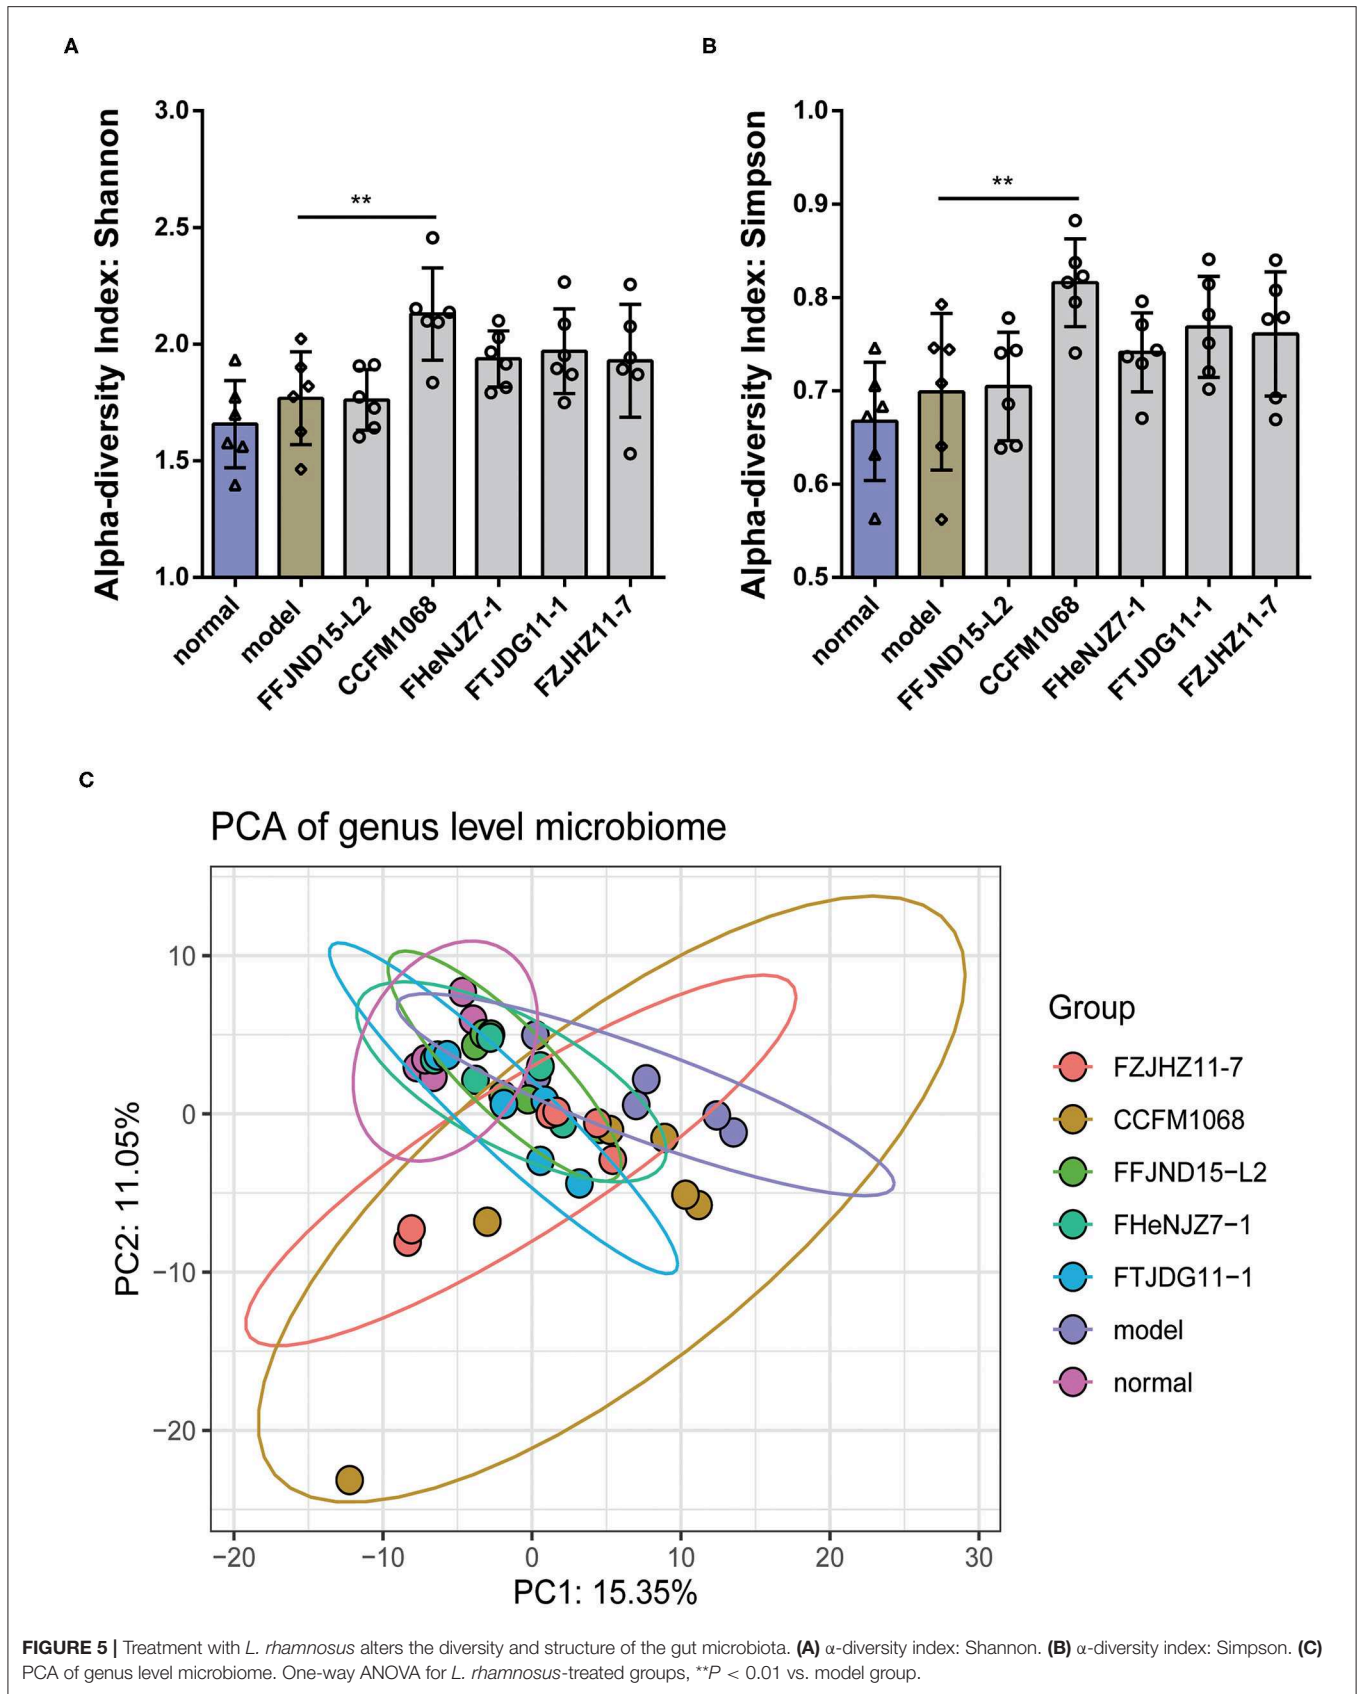 A
B
Alpha-diversity Index: Shannon
3.0
2.5
2.0
1.5
1.0
**
normal
model
FFJND15-L2
CCFM1068
FHeNJZ7-1
FTJDG11-1
FZJHZ11-7
Alpha-diversity Index: Simpson
1.0
0.9
0.8
0.7
0.6
0.5
**
normal
model
FFJND15-L2
CCFM1068
FHeNJZ7-1
FTJDG11-1
FZJHZ11-7
C
PCA of genus level microbiome
PC2: 11.05%
10
0
−10
−20
−20
−10
0
10
20
30
PC1: 15.35%
Group
FZJHZ11-7
CCFM1068
FFJND15−L2
FHeNJZ7−1
FTJDG11−1
model
normal
FIGURE 5 | Treatment with L. rhamnosus alters the diversity and structure of the gut microbiota. (A) α-diversity index: Shannon. (B) α-diversity index: Simpson. (C)
PCA of genus level microbiome. One-way ANOVA for L. rhamnosus-treated groups, **P < 0.01 vs. model group.